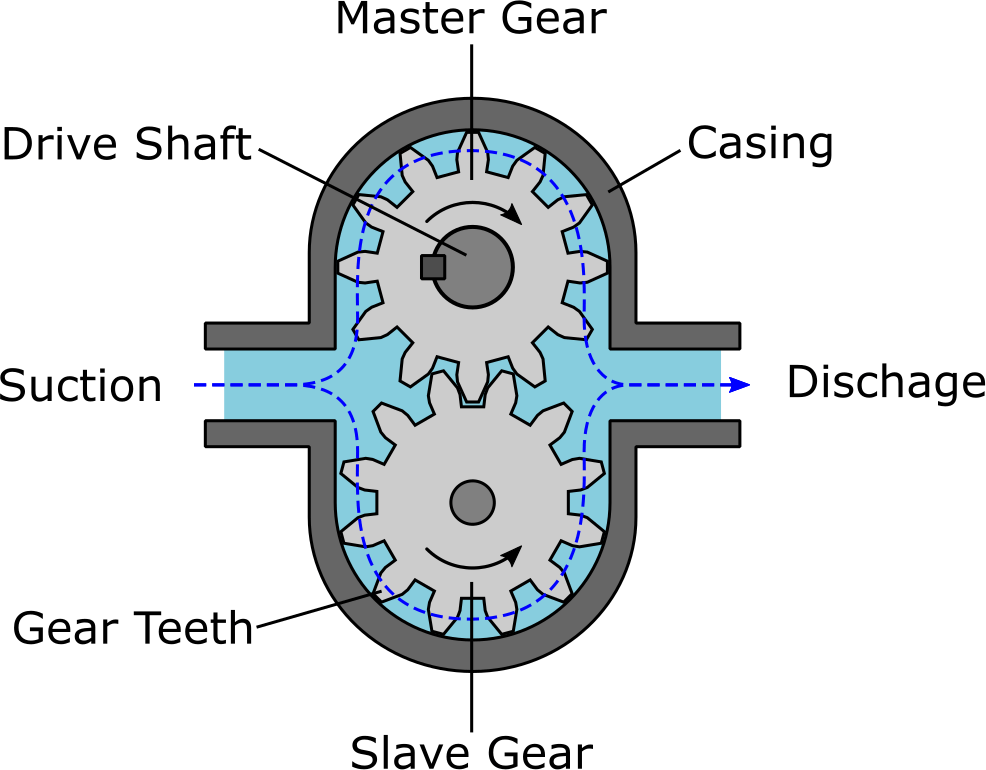 Master Gear
Drive Shaft
Casing
Suction
Dischage
Gear Teeth
Slave Gear